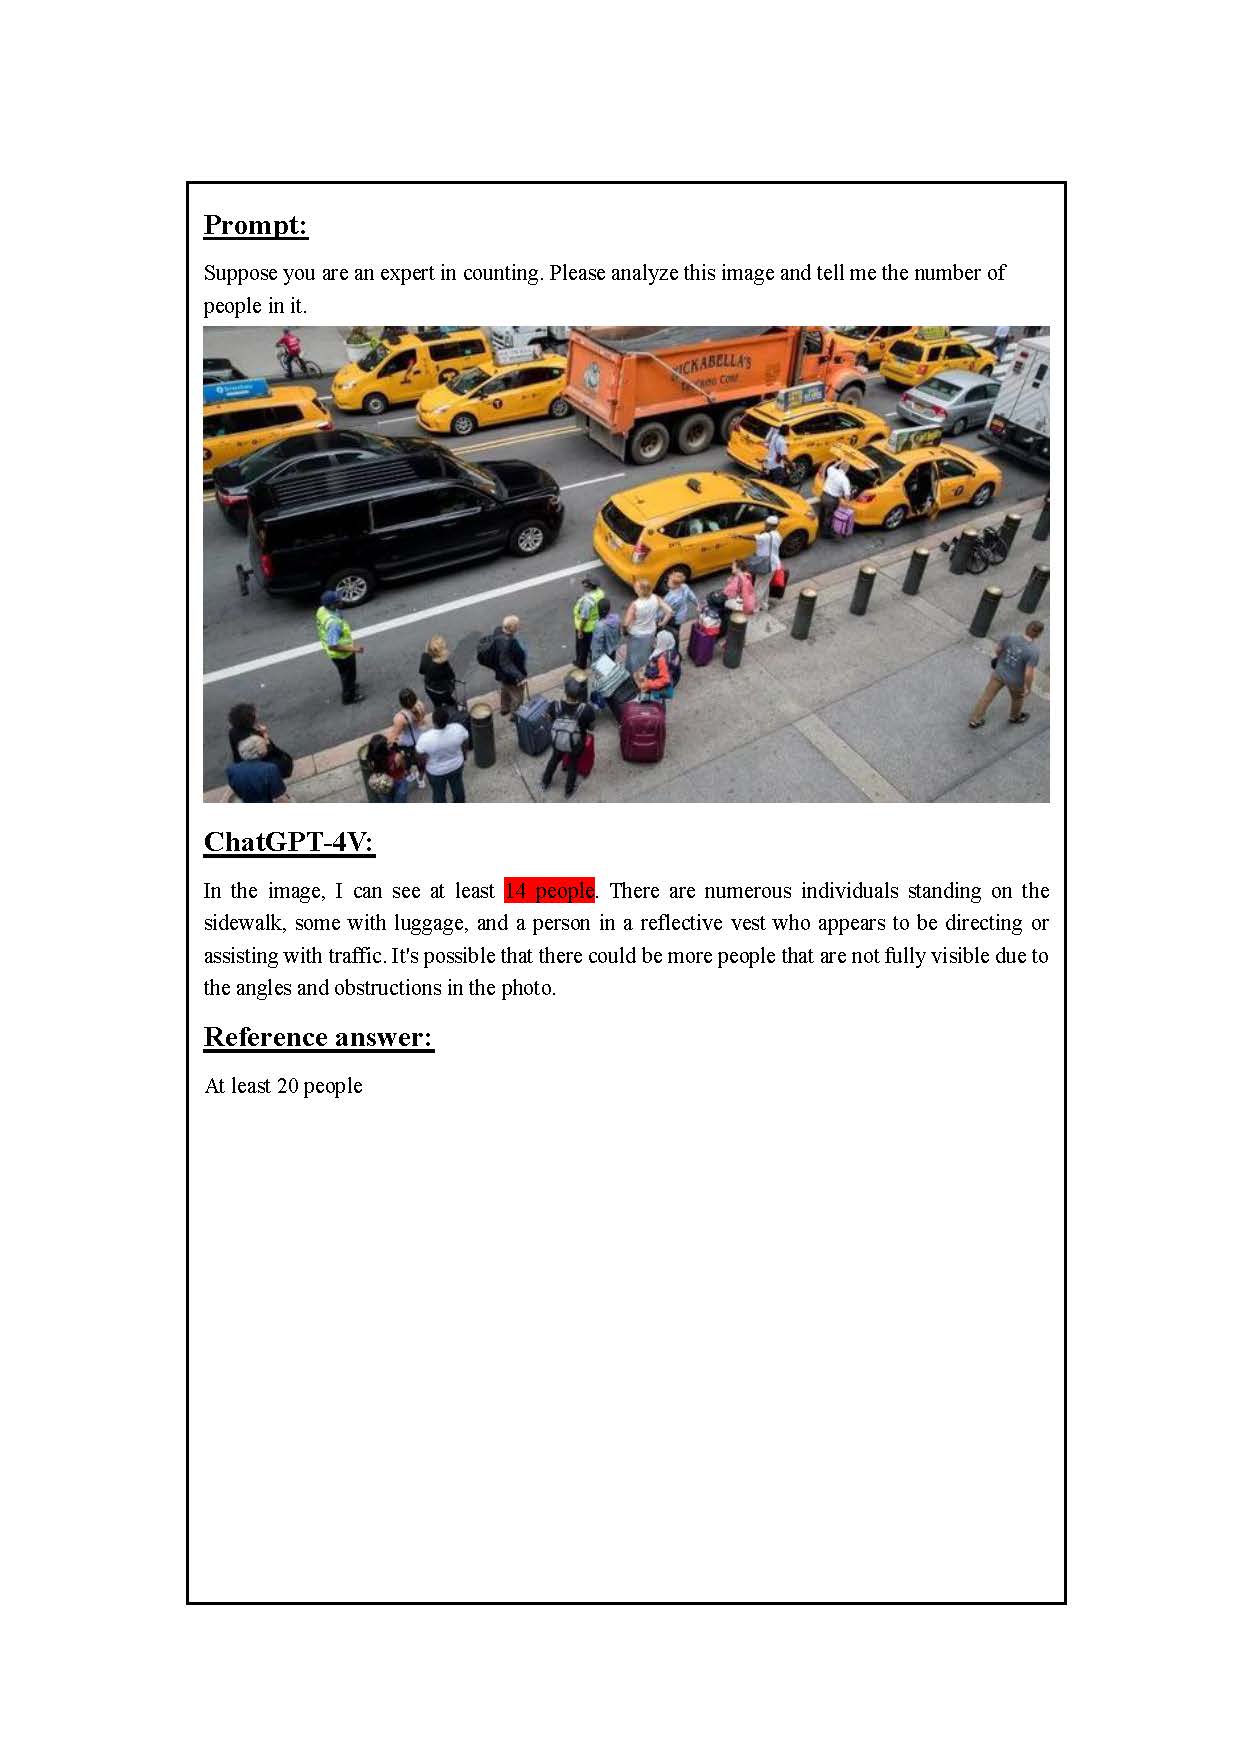 Prompt:
Suppose you are an expert in counting. Please analyze this image and tell me the number of
people in it.
ICKABELLA'S
ChatGPT-4V:
In the image, I can see at least 14 people. There are numerous individuals standing on the
sidewalk, some with luggage, and a person in a reflective vest who appears to be directing or
assisting with traffic. It's possible that there could be more people that are not fully visible due to
the angles and obstructions in the photo.
Reference answer:
At least 20 people